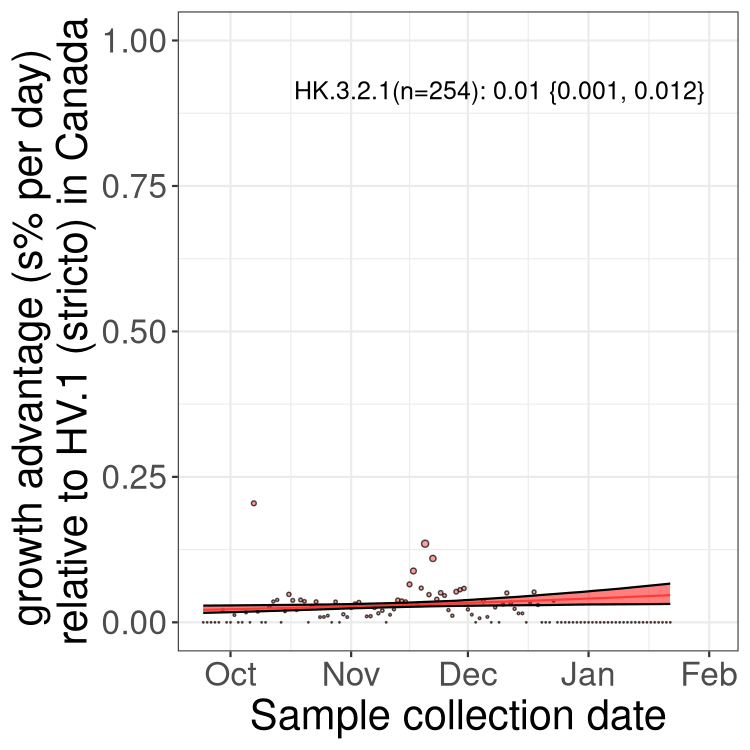 growth advantage (s% per day)
relative to HV.1 (stricto) in Canada
1.00
0.75
0.50
0.25
0.00
HK.3.2.1(n=254): 0.01 {0.001, 0.012}
Oct Nov Dec Jan Feb
Sample collection date